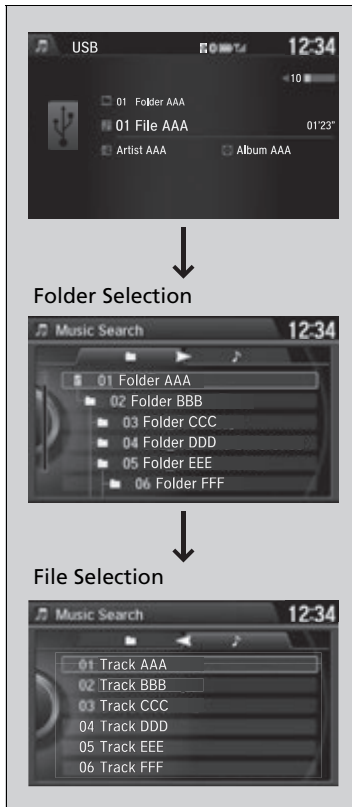 USB 12:34
10
01 Folder AAA
01 File AAA 01'23"
Artist AAA Album AAA
Folder Selection
Music Search 12:34
01 Folder AAA
02 Folder BBB
03 Folder CCC
04 Folder DDD
05 Folder EEE
06 Folder FFF
File Selection
Music Search 12:34
01 Track AAA
02 Track BBB
03 Track CCC
04 Track DDD
05 Track EEE
06 Track FFF